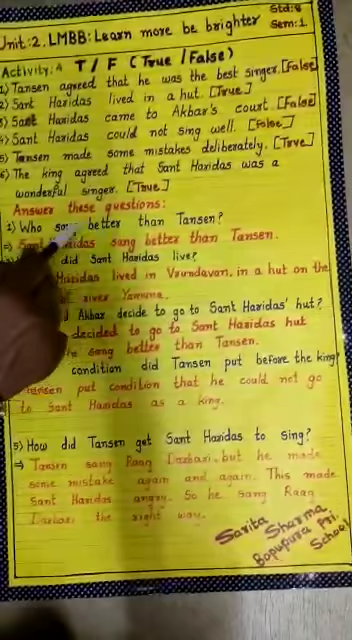 Std:8
Unit:2. LMBB: Learn more be brighter Sem:1
Activity:4 T / F (True/False)
1) Tansen agreed that he was the best singer.[False]
2) Sant Haridas lived in a hut. [True]
3) Sant Haridas came to Akbar's court. [False]
4) Sant Haridas could not sing well. [False]
5) Tansen made some mistakes deliberately. [True]
6) The king agreed that Sant Haridas was a
wonderful singer. [True]
Answer these questions:
1) Who sang better than Tansen?
⇒ Sant Haridas sang better than Tansen.
did Sant Haridas live?
Haridas lived in Vrundavan, in a hut on the
river Yamuna.
Akbar decide to go to Sant Haridas' hut?
decided to go to Sant Haridas hut
he sang better than Tansen.
condition did Tansen put before the king?
Tansen put condition that he could not go
to Sant Haridas as a king.
5) How did Tansen get Sant Haridas to sing?
⇒ Tansen sang Raag Darbari, but he made
some mistake again and again. This made
Sant Haridas angry. So he sang Raag
Darbari the right way.
Sarita Sharma
Bopupura Pri.
School